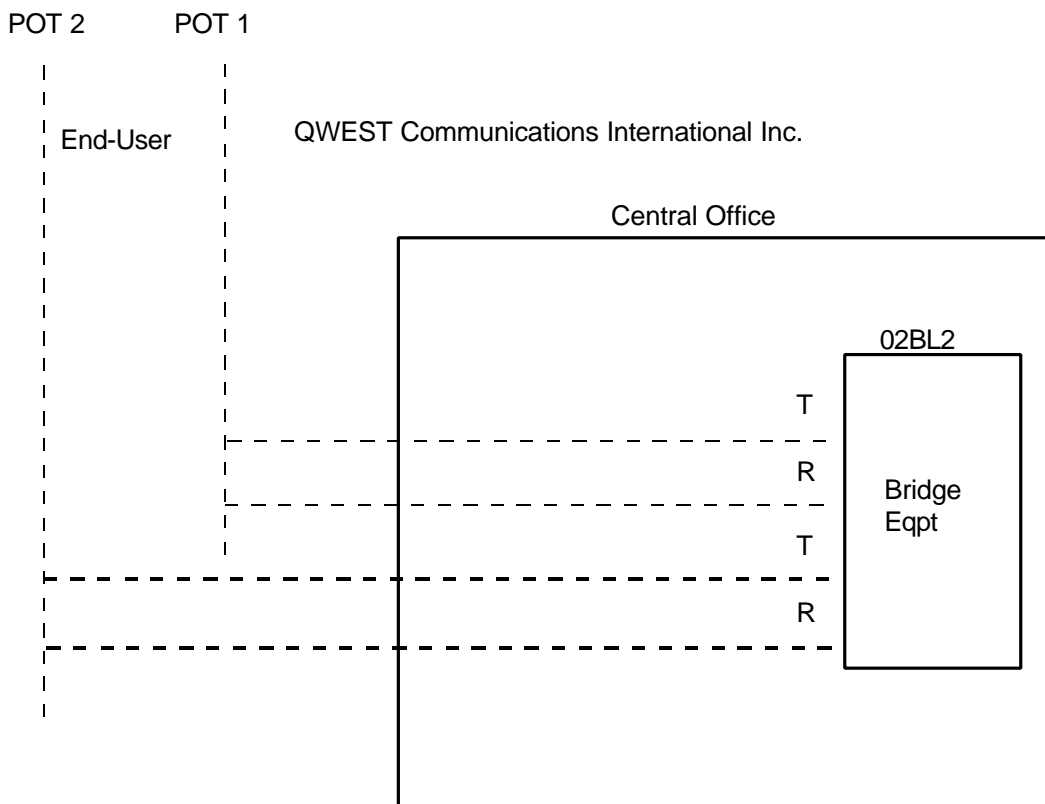 POT 2 POT 1
End-User QWEST Communications International Inc.
Central Office
02BL2
T
R
Bridge
Eqpt
T
R